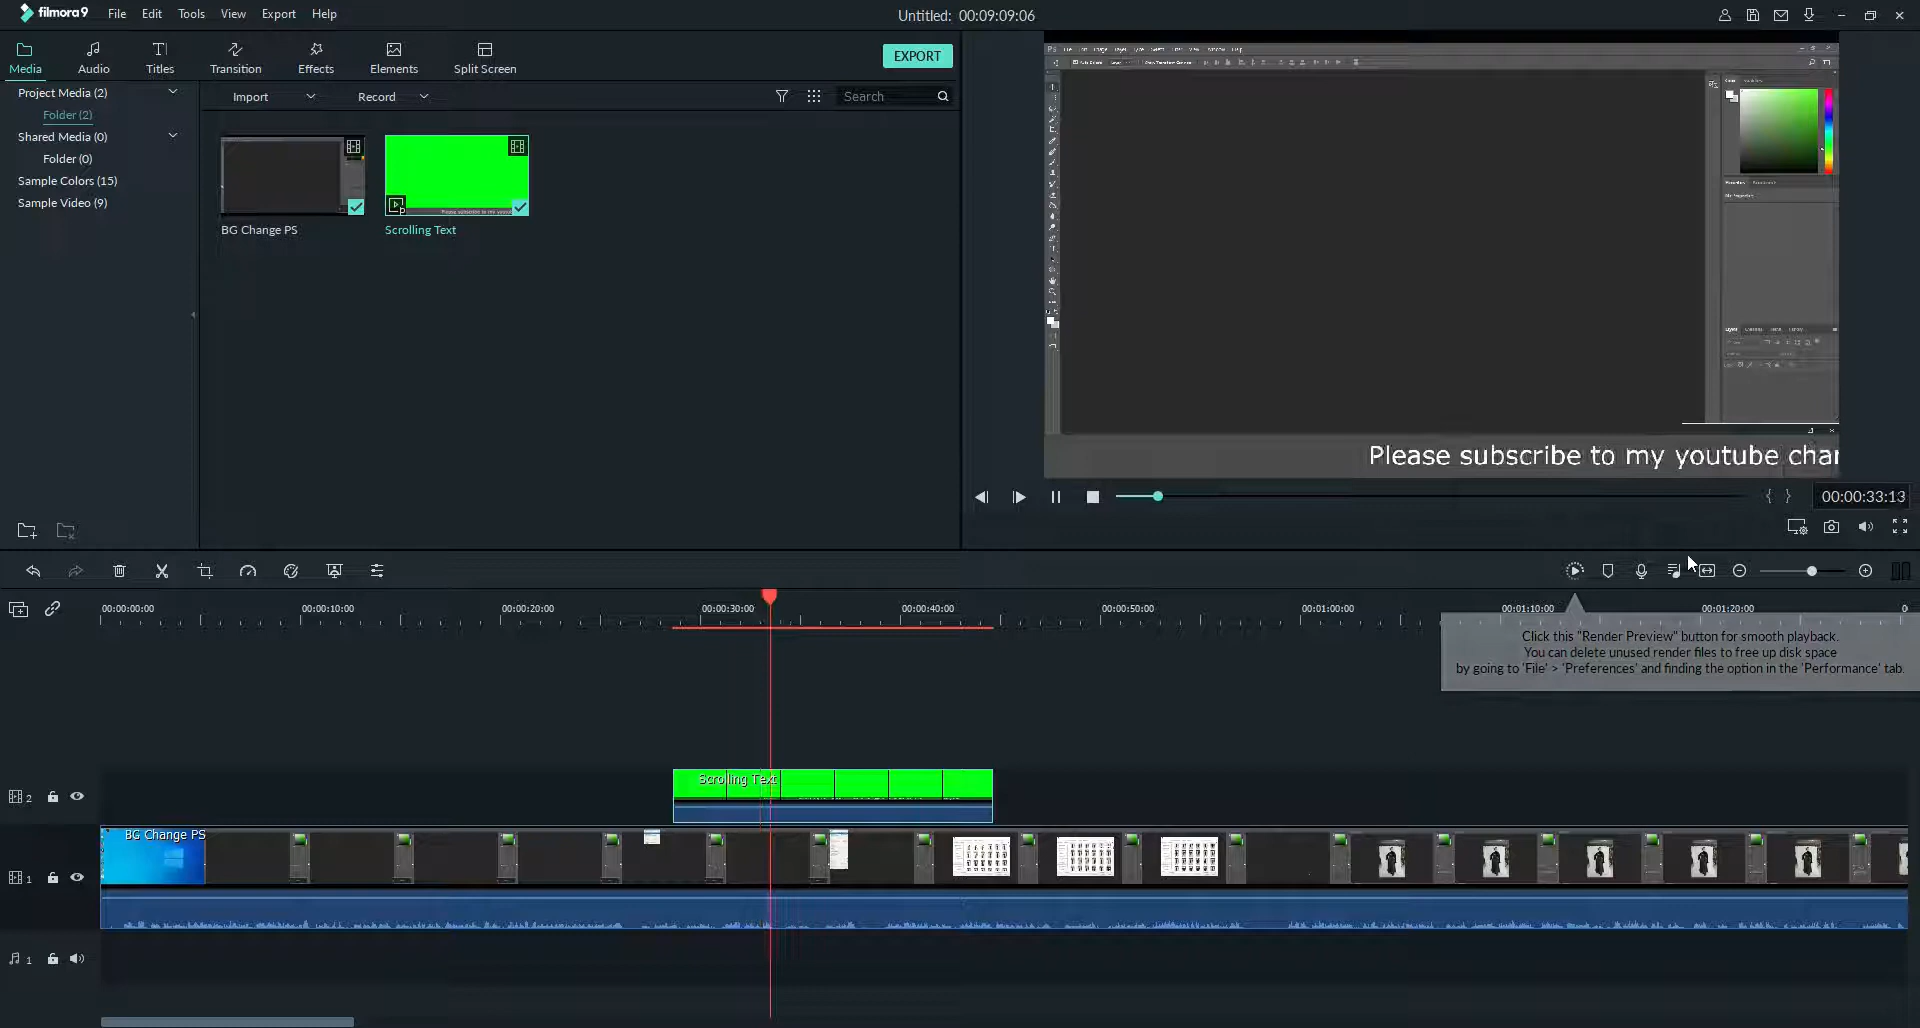 filmora9 File Edit Tools View Export Help Untitled: 00:09:09:06
Media Audio Titles Transition Effects Elements Split Screen EXPORT
Project Media (2)
Folder (2)
Shared Media (0)
Folder (0)
Sample Colors (15)
Sample Video (9)
Import Record Search
BG Change PS Scrolling Text
Please subscribe to my youtube
00:00:33:13
00:00:00:00 00:00:10:00 00:00:20:00 00:00:30:00 00:00:40:00 00:00:50:00 00:01:00:00 00:01:10:00 00:01:20:00
Click this "Render Preview" button for smooth playback.
You can delete unused render files to free up disk space
by going to 'File' > 'Preferences' and finding the option in the 'Performance' tab.
Scrolling Text
2
BG Change PS
1
1